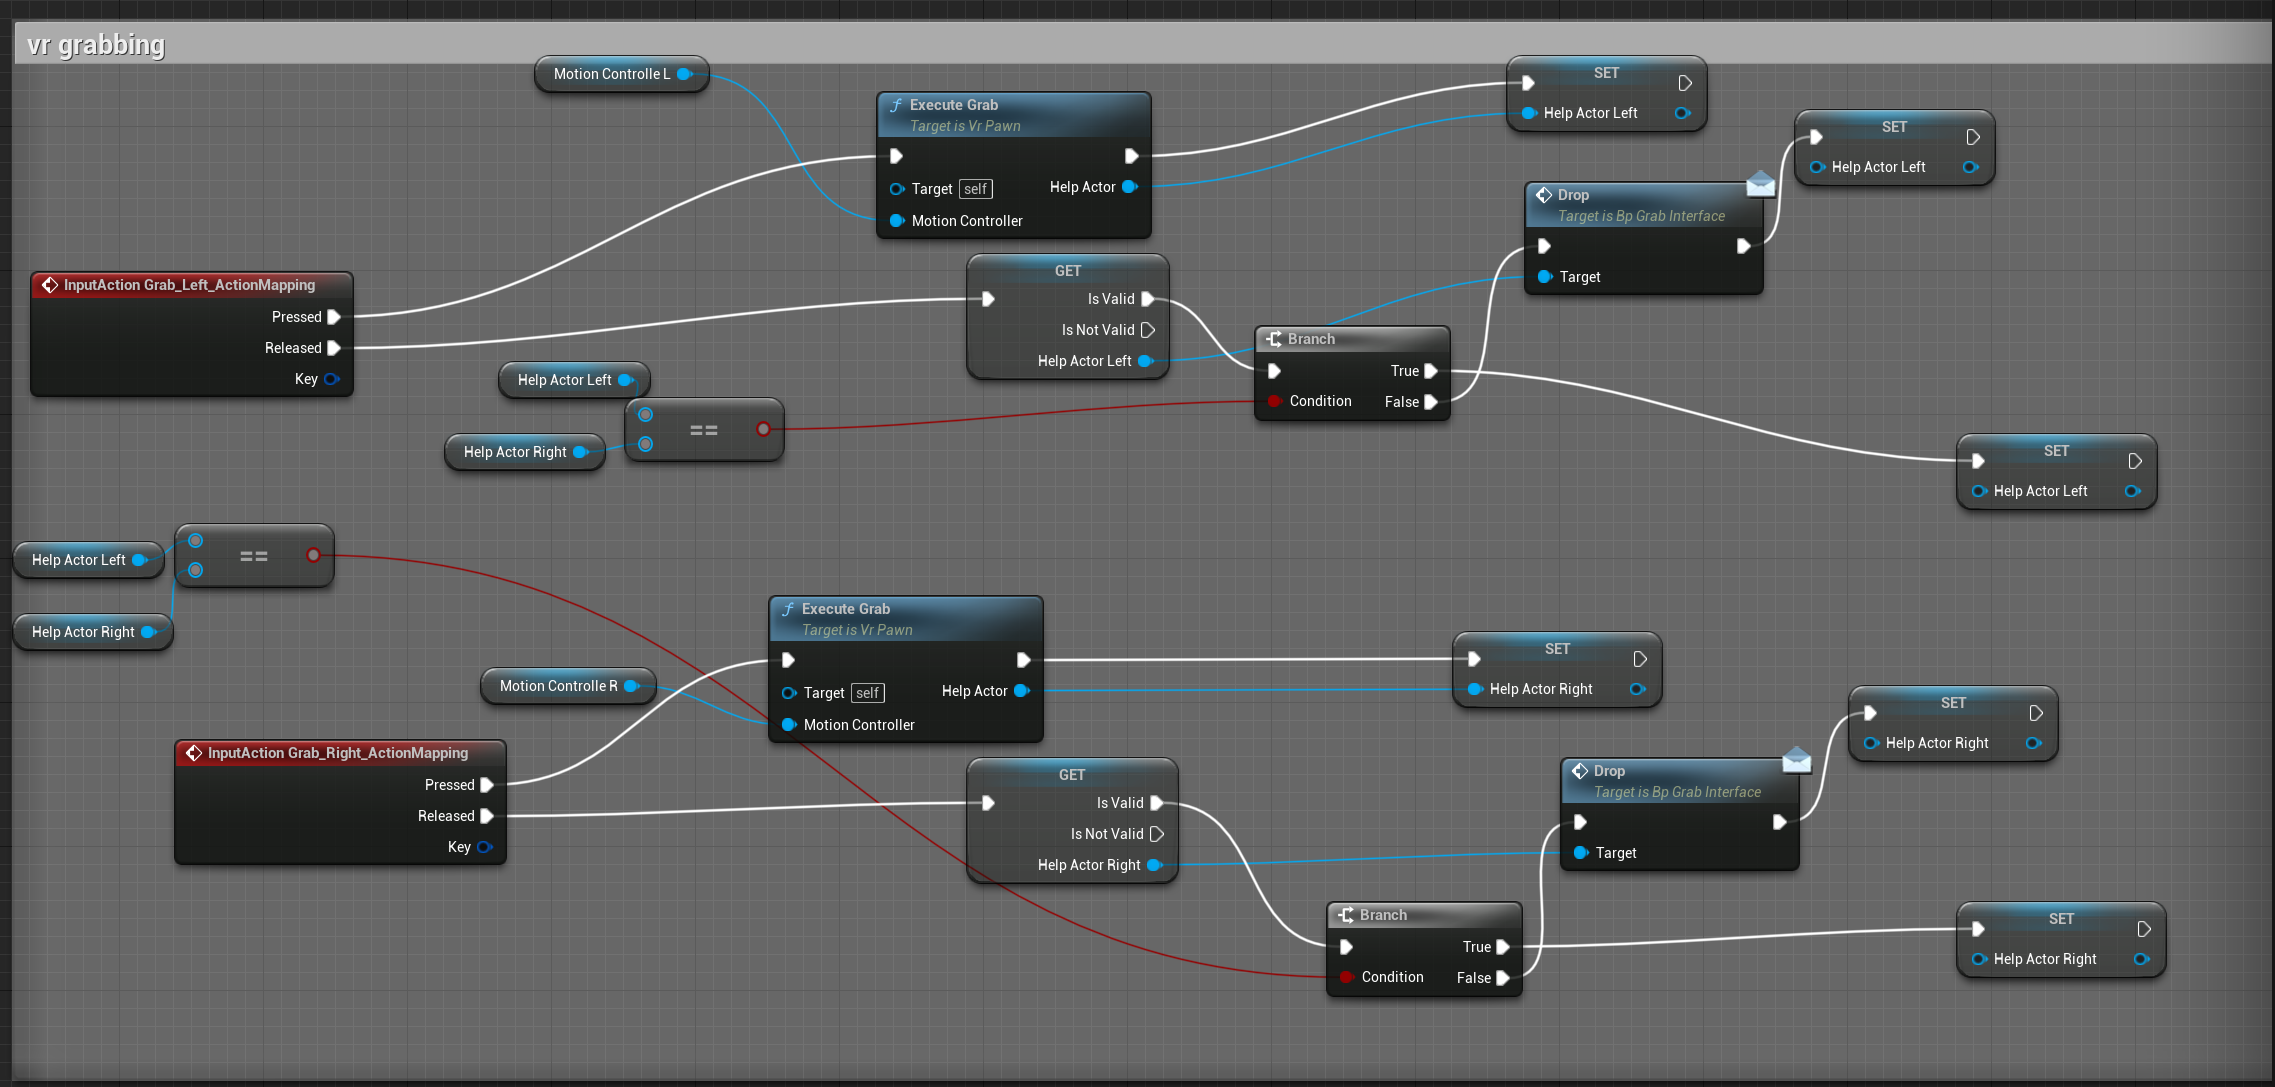 vr grabbing
Motion Controlle L
Execute Grab
Target is Vr Pawn
Target self
Help Actor
Motion Controller
SET
Help Actor Left
SET
Help Actor Left
Drop
Target is Bp Grab Interface
Target
InputAction Grab_Left_ActionMapping
Pressed
Released
Key
GET
Is Valid
Is Not Valid
Help Actor Left
Branch
True
Condition
False
Help Actor Left
Help Actor Right
==
SET
Help Actor Left
Help Actor Left
Help Actor Right
==
Execute Grab
Target is Vr Pawn
Target self
Help Actor
Motion Controller
Motion Controlle R
SET
Help Actor Right
SET
Help Actor Right
InputAction Grab_Right_ActionMapping
Pressed
Released
Key
GET
Is Valid
Is Not Valid
Help Actor Right
Drop
Target is Bp Grab Interface
Target
Branch
True
Condition
False
SET
Help Actor Right